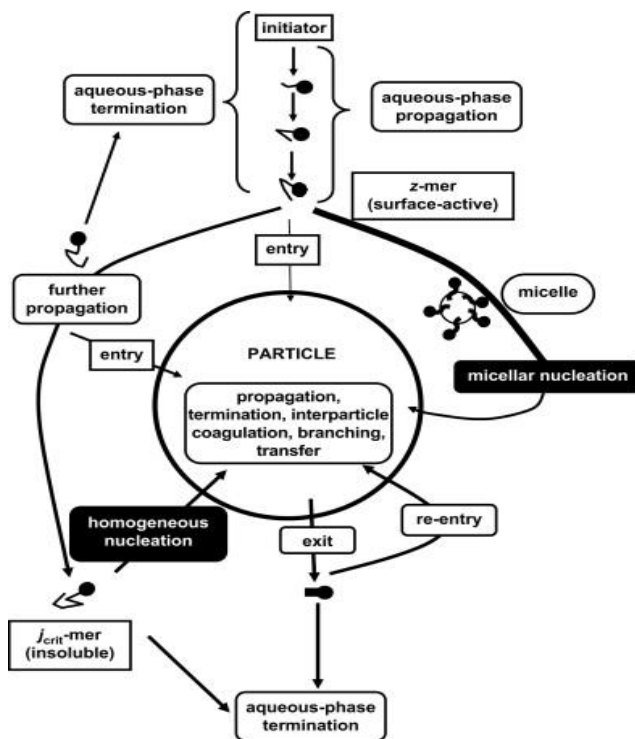 initiator
aqueous-phase
termination
aqueous-phase
propagation
z-mer
(surface-active)
entry
further
propagation
micelle
entry
PARTICLE
micellar nucleation
propagation,
termination, interparticle
coagulation, branching,
transfer
homogeneous
nucleation
exit
re-entry
jcrit-mer
(insoluble)
aqueous-phase
termination